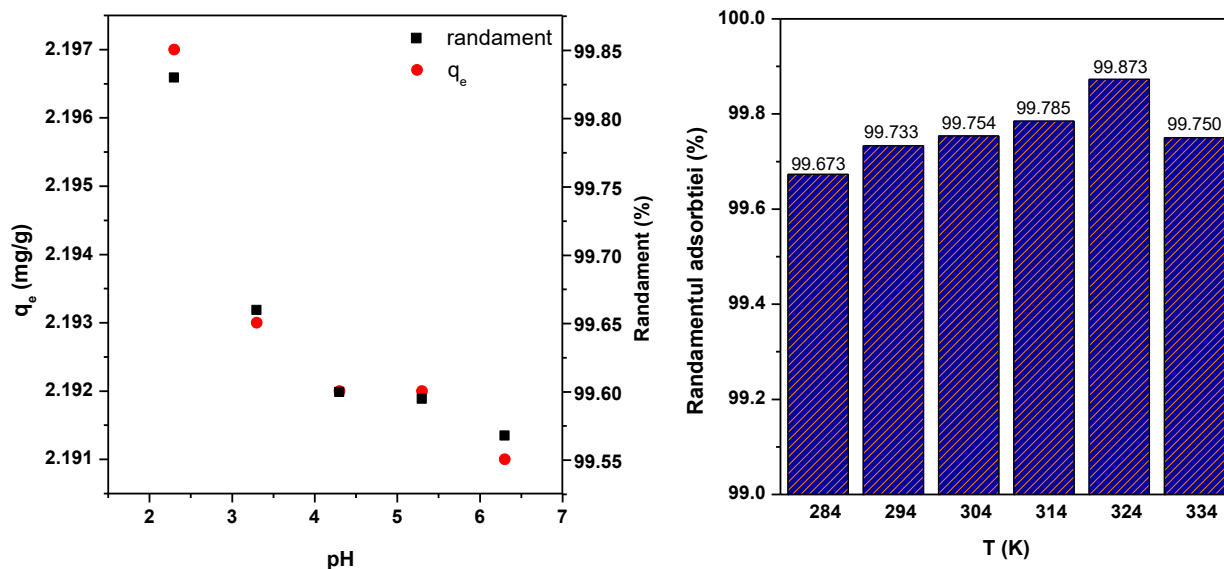 randament
qe
2.197
2.196
2.195
2.194
2.193
2.192
2.191
qe (mg/g)
99.85
99.80
99.75
99.70
99.65
99.60
99.55
Randament (%)
2 3 4 5 6 7
pH
100.0
99.8
99.6
99.4
99.2
99.0
Randamentul adsorbtiei (%)
99.673 99.733 99.754 99.785 99.873 99.750
284 294 304 314 324 334
T (K)